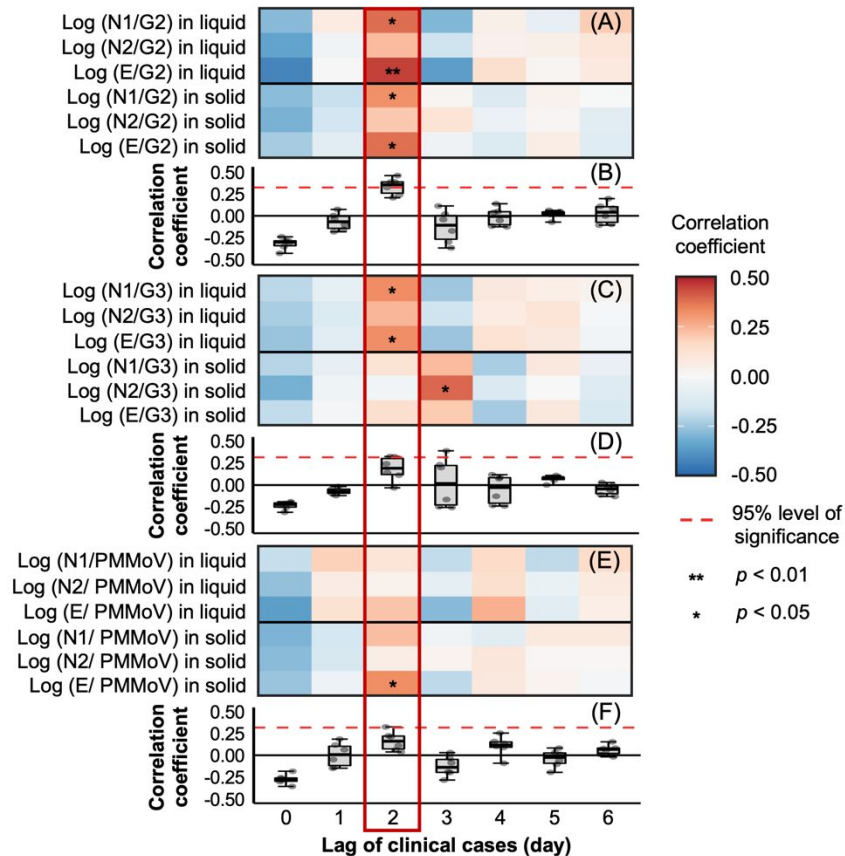 (A)
Log (N1/G2) in liquid
*
Log (N2/G2) in liquid
Log (E/G2) in liquid
**
Log (N1/G2) in solid
*
Log (N2/G2) in solid
Log (E/G2) in solid
*
(B)
Correlation
coefficient
0.50
0.25
0.00
-0.25
-0.50
(C)
Log (N1/G3) in liquid
*
Log (N2/G3) in liquid
Log (E/G3) in liquid
*
Log (N1/G3) in solid
Log (N2/G3) in solid
*
Log (E/G3) in solid
(D)
Correlation
coefficient
0.50
0.25
0.00
-0.25
-0.50
(E)
Log (N1/PMMoV) in liquid
Log (N2/ PMMoV) in liquid
Log (E/ PMMoV) in liquid
Log (N1/ PMMoV) in solid
Log (N2/ PMMoV) in solid
Log (E/ PMMoV) in solid
*
(F)
Correlation
coefficient
0.50
0.25
0.00
-0.25
-0.50
0 1 2 3 4 5 6
Lag of clinical cases (day)
Correlation
coefficient
0.50
0.25
0.00
-0.25
-0.50
95% level of
significance
** p < 0.01
* p < 0.05